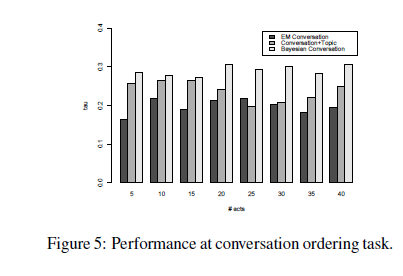 0.4
0.3
0.2
0.1
0.0
tau
EM Conversation
Conversation+Topic
Bayesian Conversation
5 10 15 20 25 30 35 40
# acts
Figure 5: Performance at conversation ordering task.